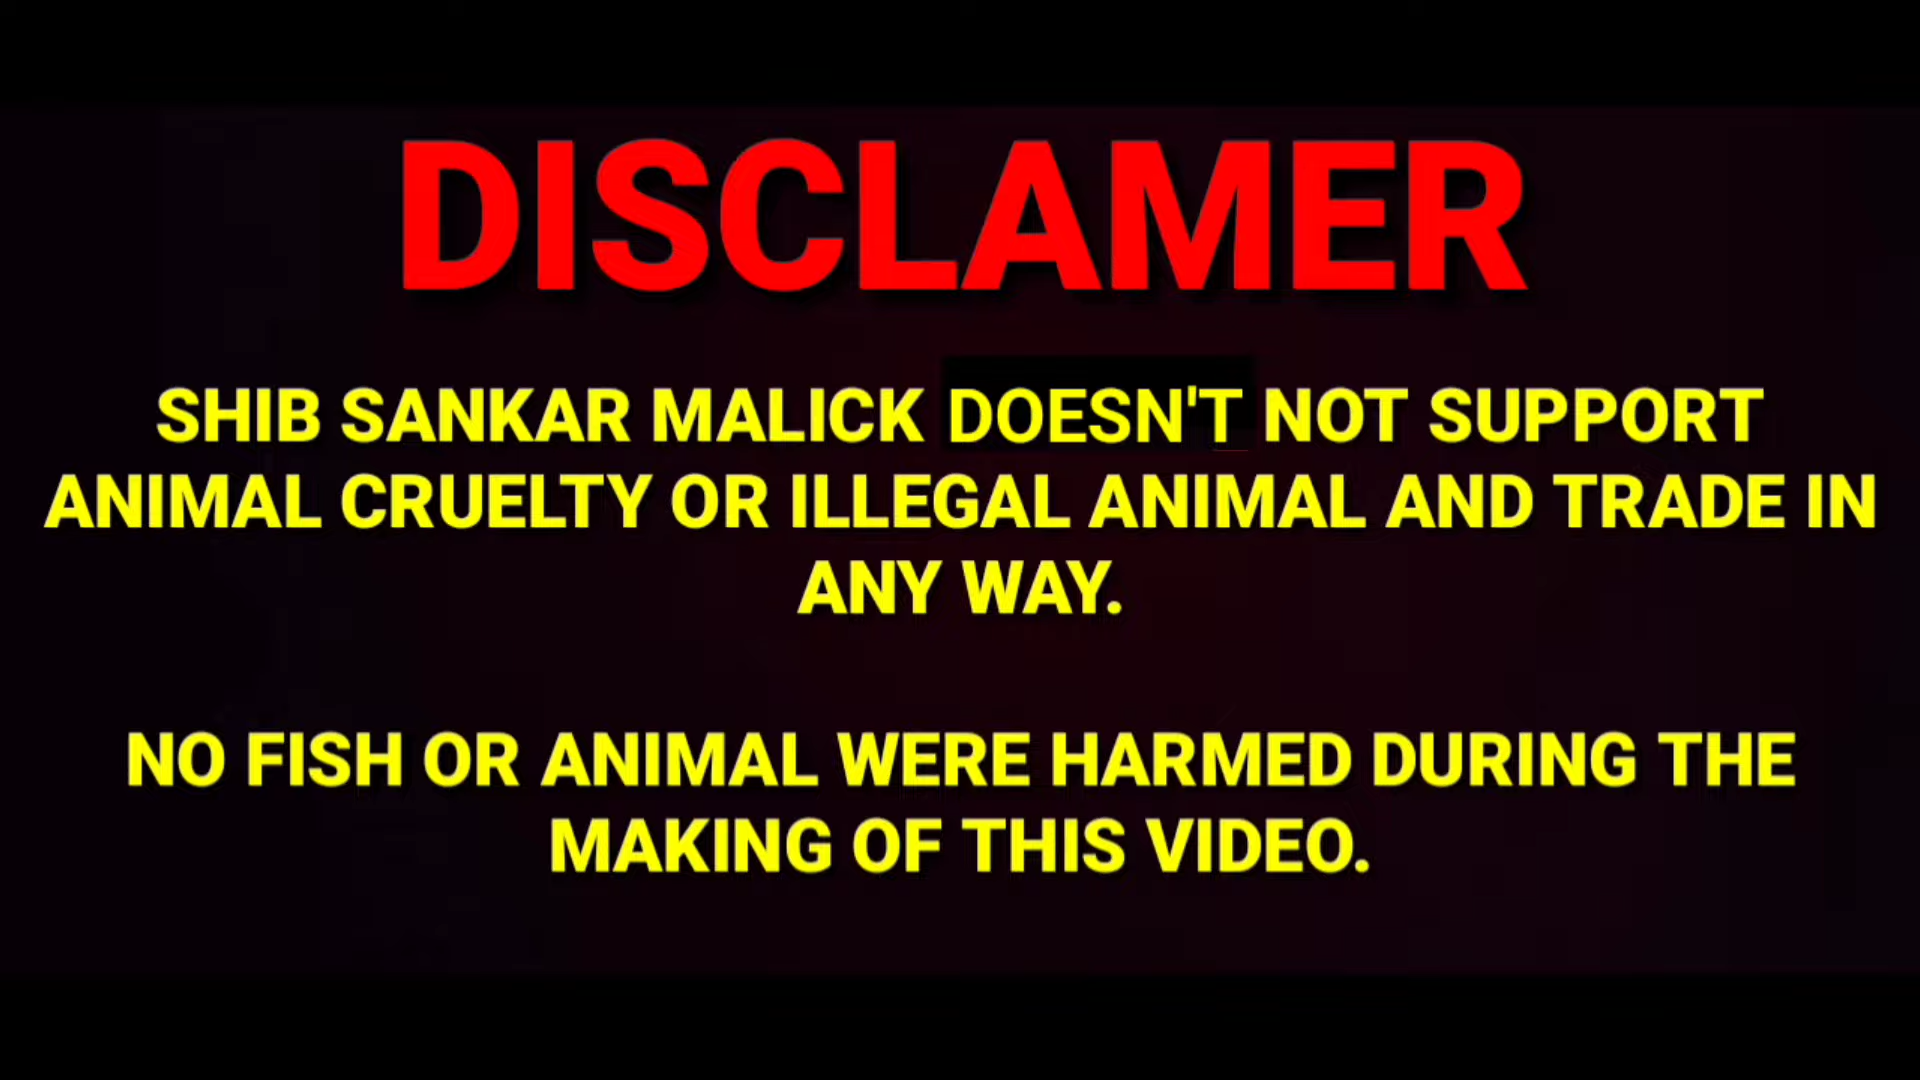 DISCLAMER
SHIB SANKAR MALICK DOESN'T NOT SUPPORT
ANIMAL CRUELTY OR ILLEGAL ANIMAL AND TRADE IN
ANY WAY.
NO FISH OR ANIMAL WERE HARMED DURING THE
MAKING OF THIS VIDEO.